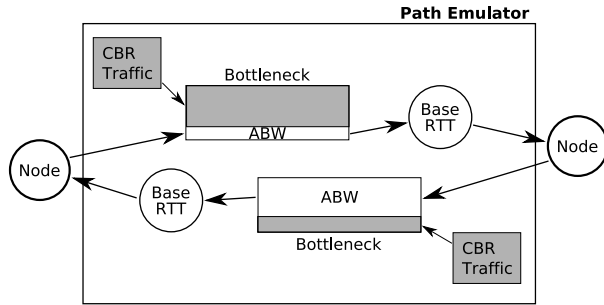 Path Emulator
CBR
Traffic
Bottleneck
ABW
Base
RTT
Node
Node
Base
RTT
ABW
Bottleneck
CBR
Traffic